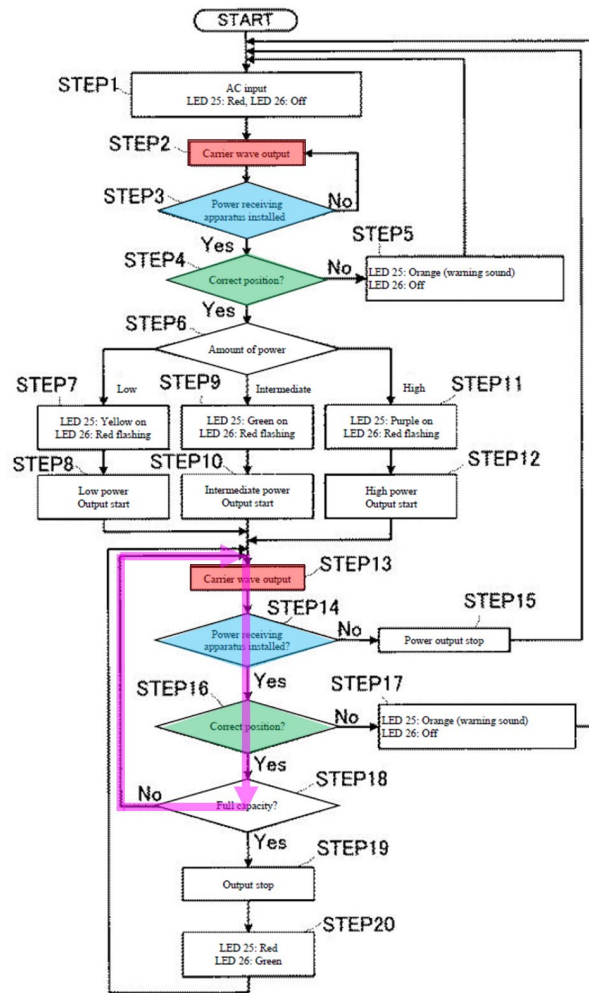 START
STEP1
AC input
LED 25: Red, LED 26: Off
STEP2
Carrier wave output
STEP3
Power receiving
apparatus installed
No
Yes
STEP4
Correct position?
No
STEP5
LED 25: Orange (warning sound)
LED 26: Off
Yes
STEP6
Amount of power
Low
Intermediate
High
STEP7
LED 25: Yellow on
LED 26: Red flashing
STEP9
LED 25: Green on
LED 26: Red flashing
STEP11
LED 25: Purple on
LED 26: Red flashing
STEP8
Low power
Output start
STEP10
Intermediate power
Output start
STEP12
High power
Output start
STEP13
Carrier wave output
STEP14
Power receiving
apparatus installed?
No
STEP15
Power output stop
Yes
STEP16
Correct position?
No
STEP17
LED 25: Orange (warning sound)
LED 26: Off
Yes
STEP18
Full capacity?
No
Yes
STEP19
Output stop
STEP20
LED 25: Red
LED 26: Green